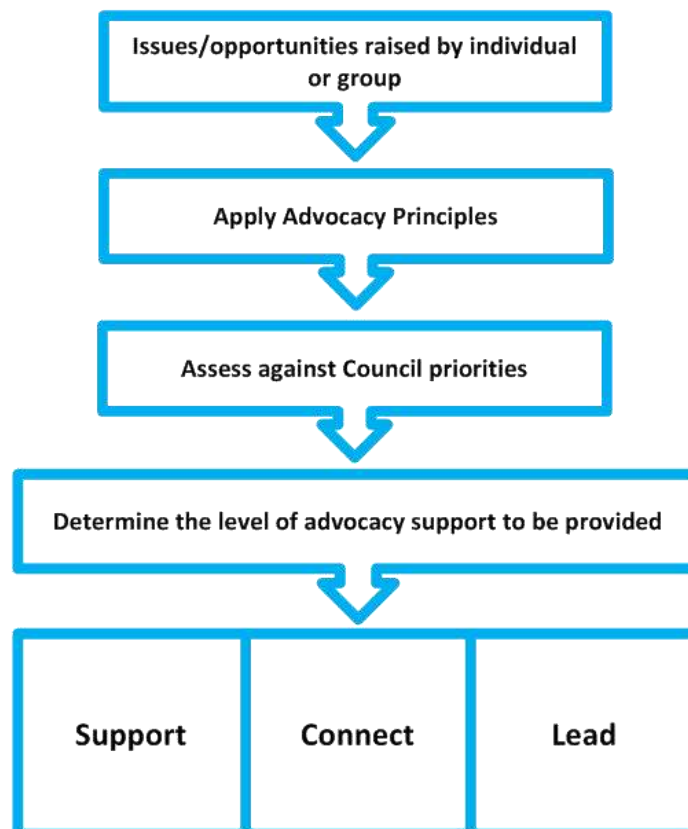 Issues/opportunities raised by individual
or group
Apply Advocacy Principles
Assess against Council priorities
Determine the level of advocacy support to be provided
Support
Connect
Lead